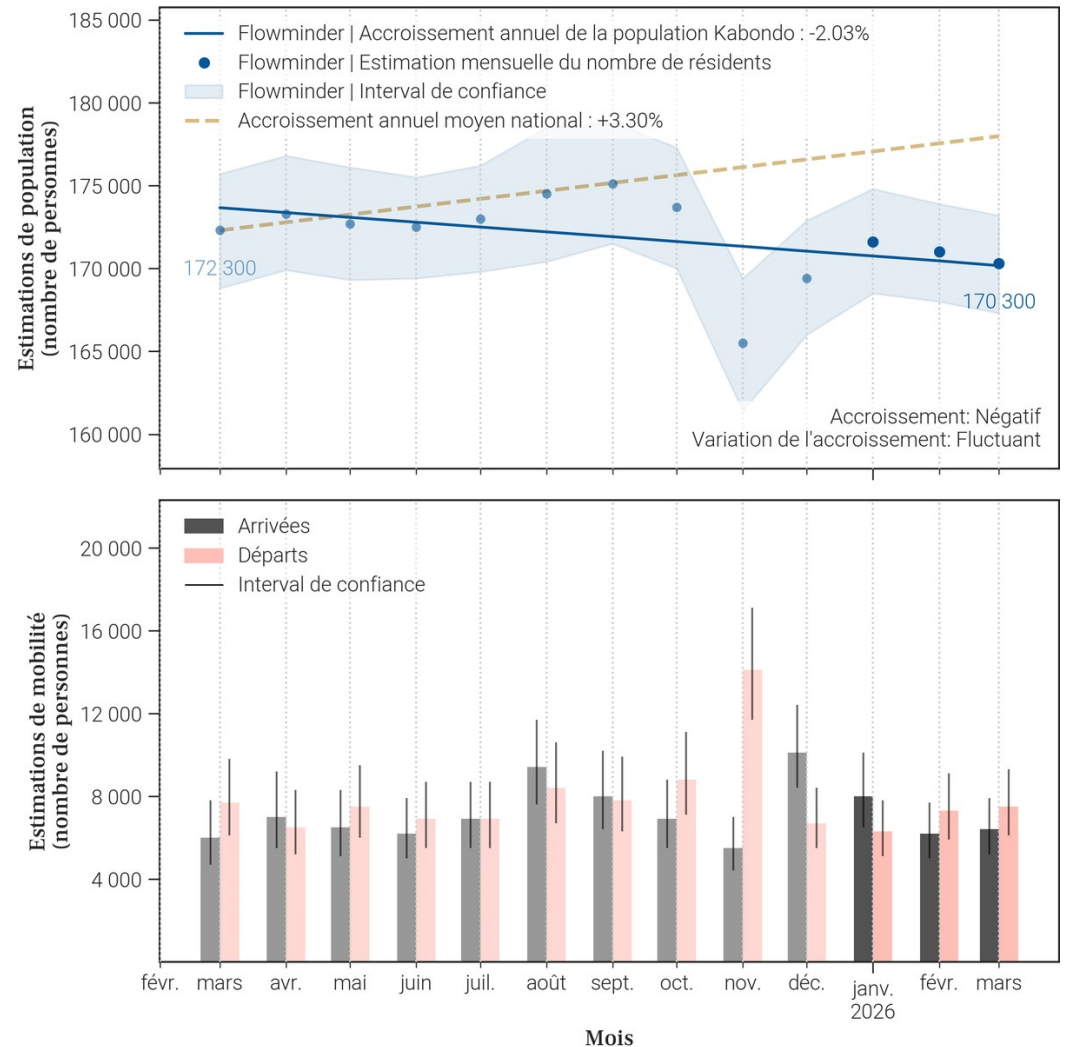 185 000
180 000
175 000
170 000
165 000
160 000
Estimations de population
(nombre de personnes)
Flowminder | Accroissement annuel de la population Kabondo : -2.03%
Flowminder | Estimation mensuelle du nombre de résidents
Flowminder | Interval de confiance
Accroissement annuel moyen national : +3.30%
172 300
170 300
Accroissement: Négatif
Variation de l'accroissement: Fluctuant
20 000
16 000
12 000
8 000
4 000
Estimations de mobilité
(nombre de personnes)
Arrivées
Départs
Interval de confiance
févr. mars avr. mai juin juil. août sept. oct. nov. déc. janv. févr. mars
2026
Mois